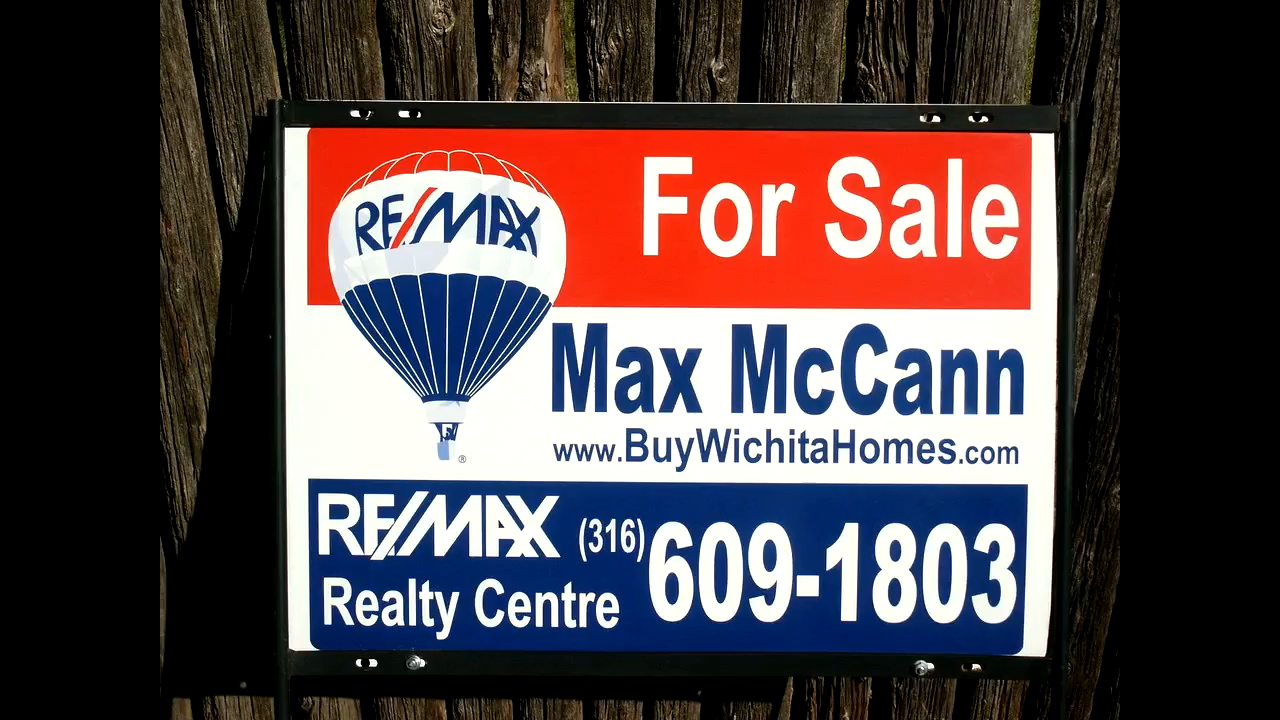 For Sale
RE/MAX
Max McCann
www.BuyWichitaHomes.com
®
RE/MAX (316) 609-1803
Realty Centre